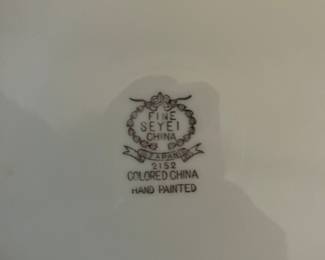 FINE
SEYEI
CHINA
JAPAN
2152
COLORED CHINA
HAND PAINTED